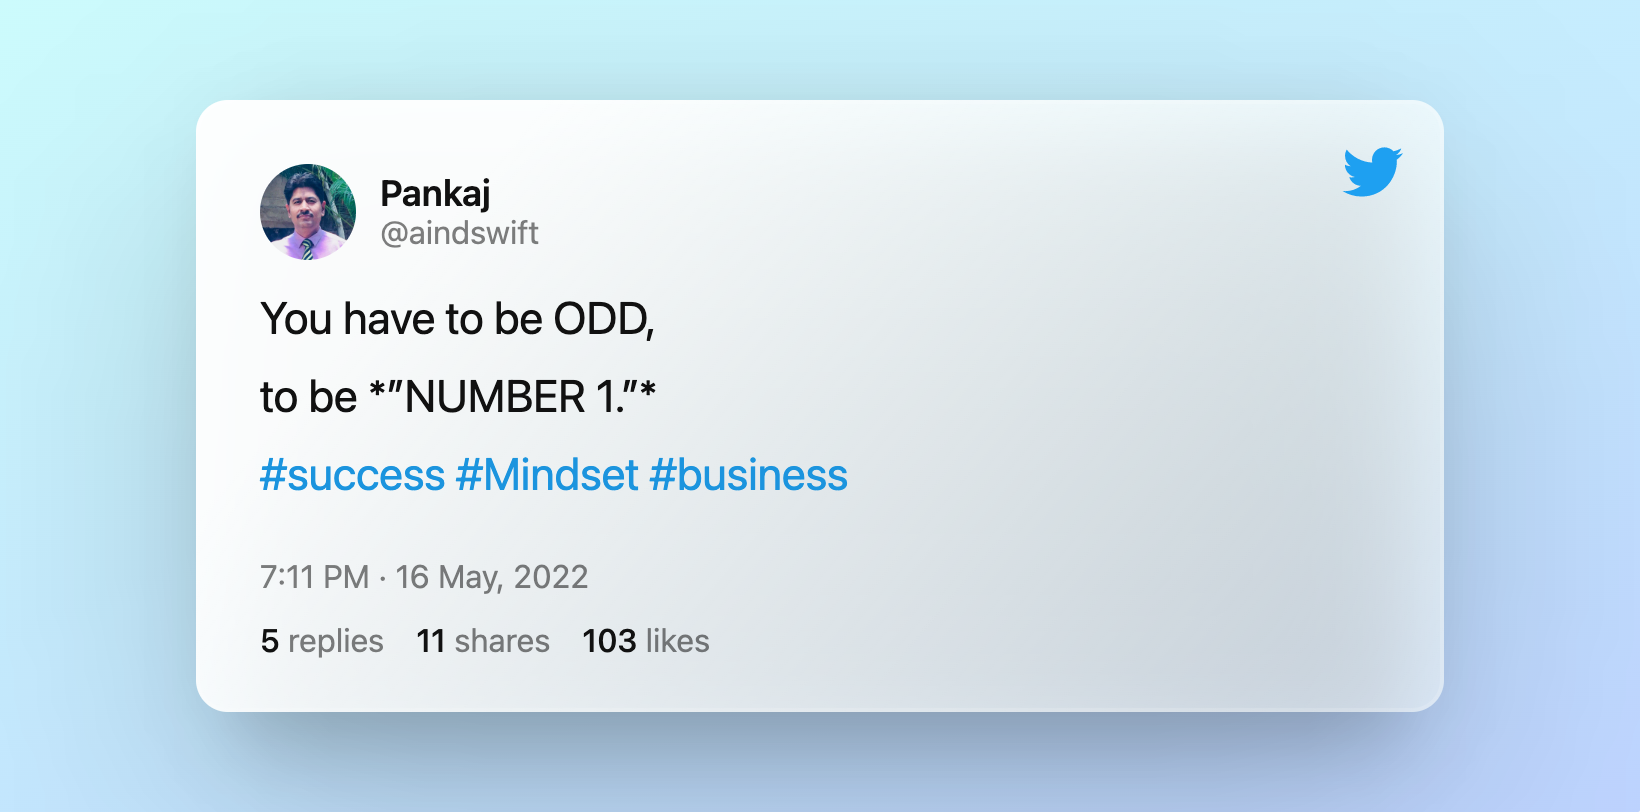 Pankaj
@aindswift
You have to be ODD,
to be *”NUMBER 1.”*
#success #Mindset #business
7:11 PM · 16 May, 2022
5 replies 11 shares 103 likes